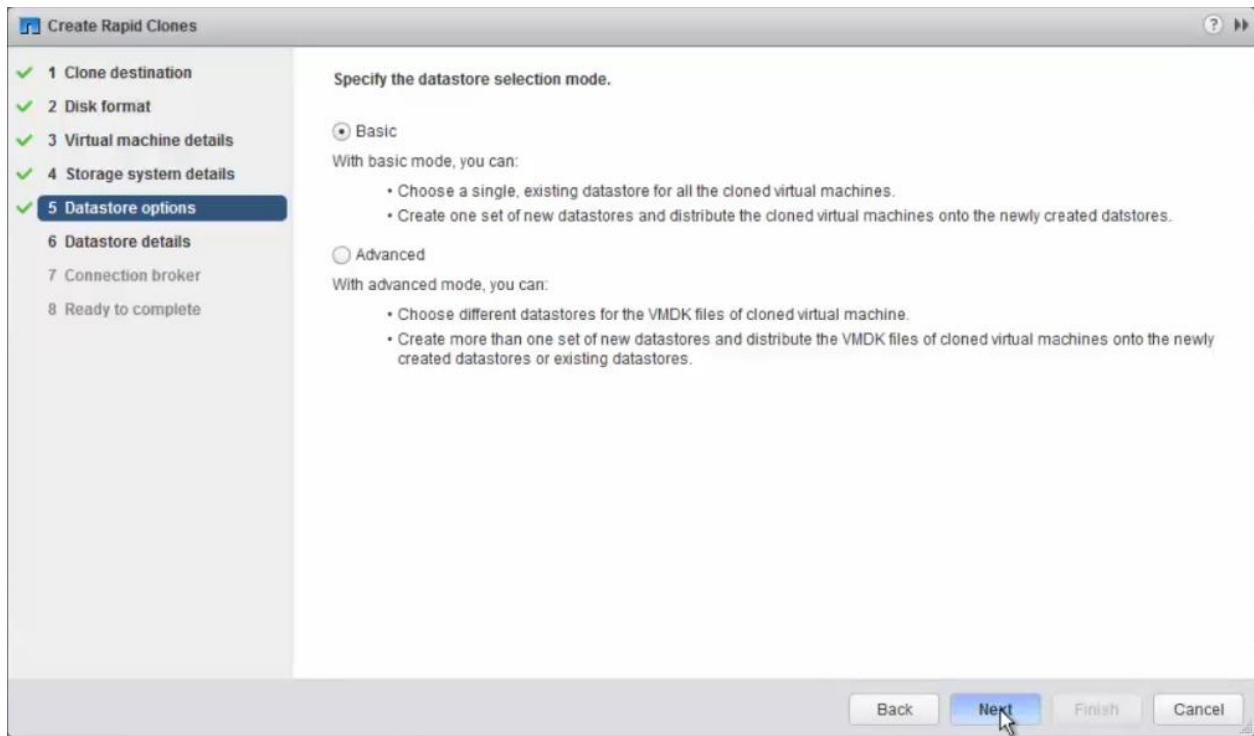 Create Rapid Clones
?
1 Clone destination
2 Disk format
3 Virtual machine details
4 Storage system details
5 Datastore options
6 Datastore details
7 Connection broker
8 Ready to complete
Specify the datastore selection mode.
Basic
With basic mode, you can:
• Choose a single, existing datastore for all the cloned virtual machines.
• Create one set of new datastores and distribute the cloned virtual machines onto the newly created datstores.
Advanced
With advanced mode, you can:
• Choose different datastores for the VMDK files of cloned virtual machine.
• Create more than one set of new datastores and distribute the VMDK files of cloned virtual machines onto the newly
created datastores or existing datastores.
Back Next Finish Cancel